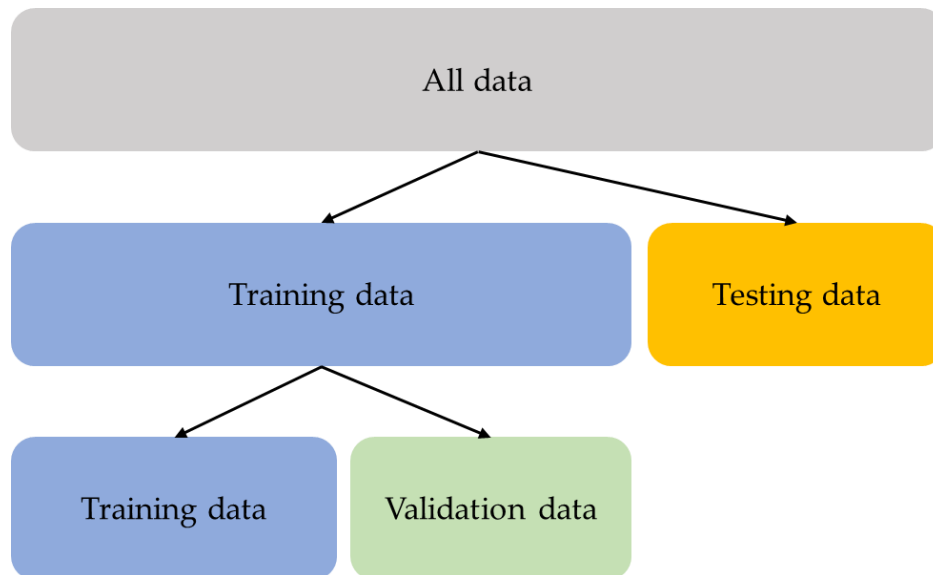 All data
Training data
Testing data
Training data
Validation data